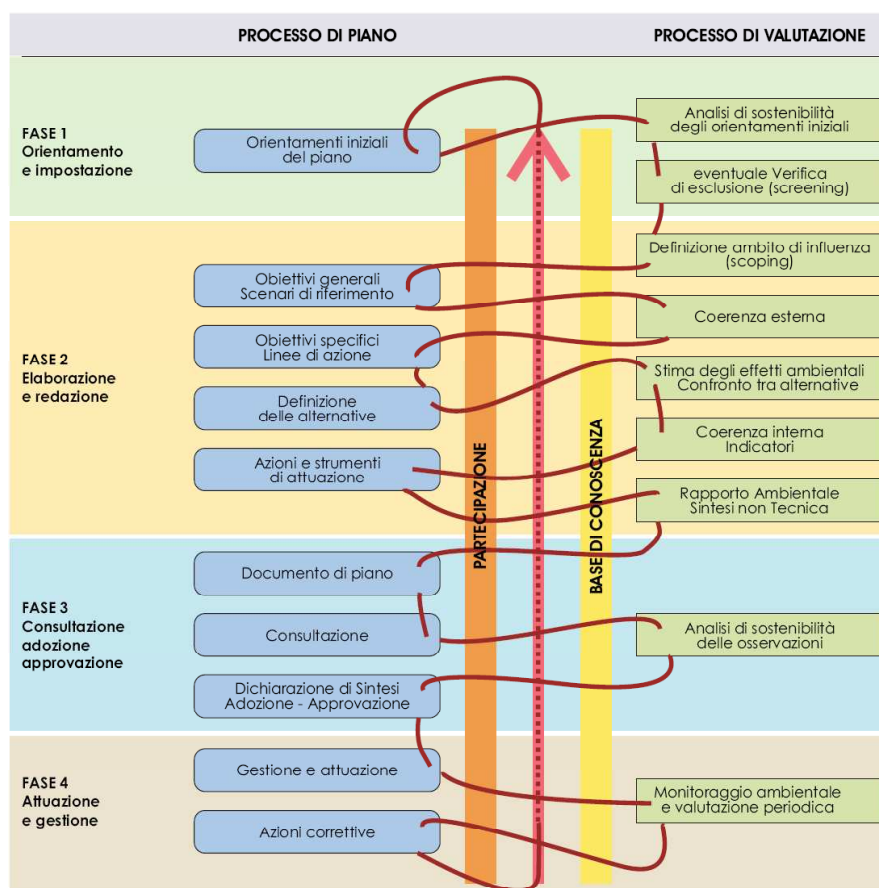 PROCESSO DI PIANO
PROCESSO DI VALUTAZIONE
FASE 1
Orientamento
e impostazione
Orientamenti iniziali
del piano
Analisi di sostenibilità
degli orientamenti iniziali
eventuale Verifica
di esclusione (screening)
FASE 2
Elaborazione
e redazione
Obiettivi generali
Scenari di riferimento
Obiettivi specifici
Linee di azione
Definizione
delle alternative
Azioni e strumenti
di attuazione
Definizione ambito di influenza
(scoping)
Coerenza esterna
Stima degli effetti ambientali
Confronto tra alternative
Coerenza interna
Indicatori
Rapporto Ambientale
Sintesi non Tecnica
PARTECIPAZIONE
BASE DI CONOSCENZA
FASE 3
Consultazione
adozione
approvazione
Documento di piano
Consultazione
Dichiarazione di Sintesi
Adozione - Approvazione
Analisi di sostenibilità
delle osservazioni
FASE 4
Attuazione
e gestione
Gestione e attuazione
Azioni correttive
Monitoraggio ambientale
e valutazione periodica